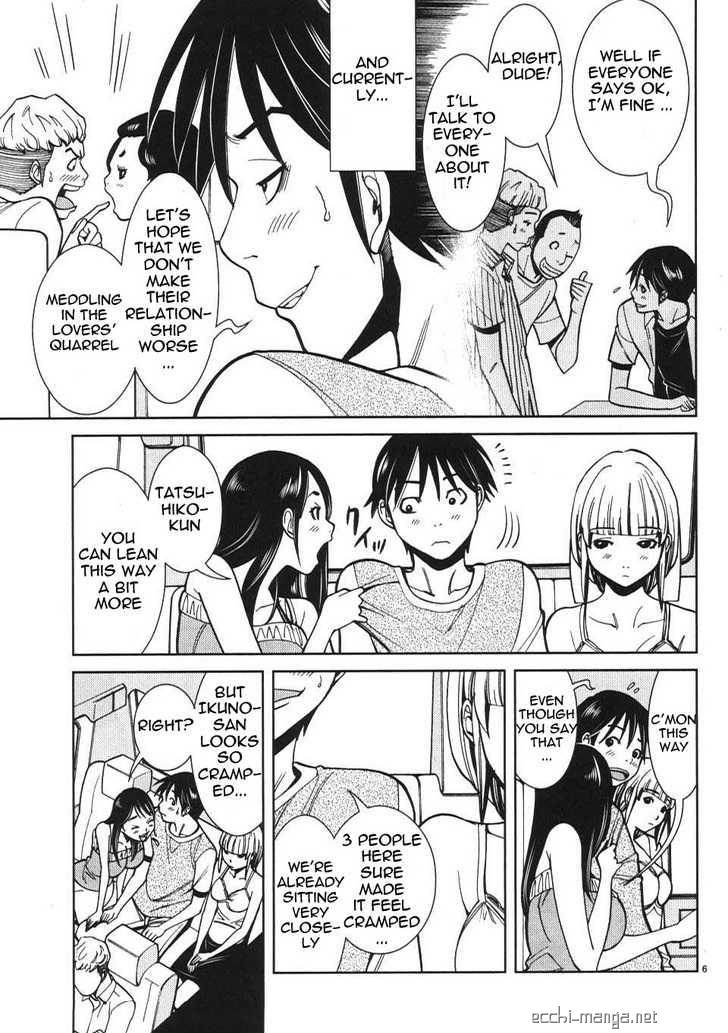 WELL IF
EVERYONE
SAYS OK,
I'M FINE ...
ALRIGHT,
DUDE!
I'LL
TALK TO
EVERY-
ONE
ABOUT
IT!
AND
CURRENT-
LY...
LET'S
HOPE
THAT WE
DON'T
MAKE
THEIR
RELATION-
SHIP
WORSE
...
MEDDLING
IN THE
LOVERS'
QUARREL
TATSU-
HIKO-
KUN
YOU
CAN LEAN
THIS WAY
A BIT
MORE
グイッ
C'MON
THIS
WAY
EVEN
THOUGH
YOU SAY
THAT ...
3 PEOPLE
HERE
SURE
MADE
IT FEEL
CRAMPED
...
WE'RE
ALREADY
SITTING
VERY
CLOSE-
LY
BUT
IKUNO-
SAN
LOOKS
SO
CRAMP-
ED...
RIGHT?
6
ecchi-manga.net